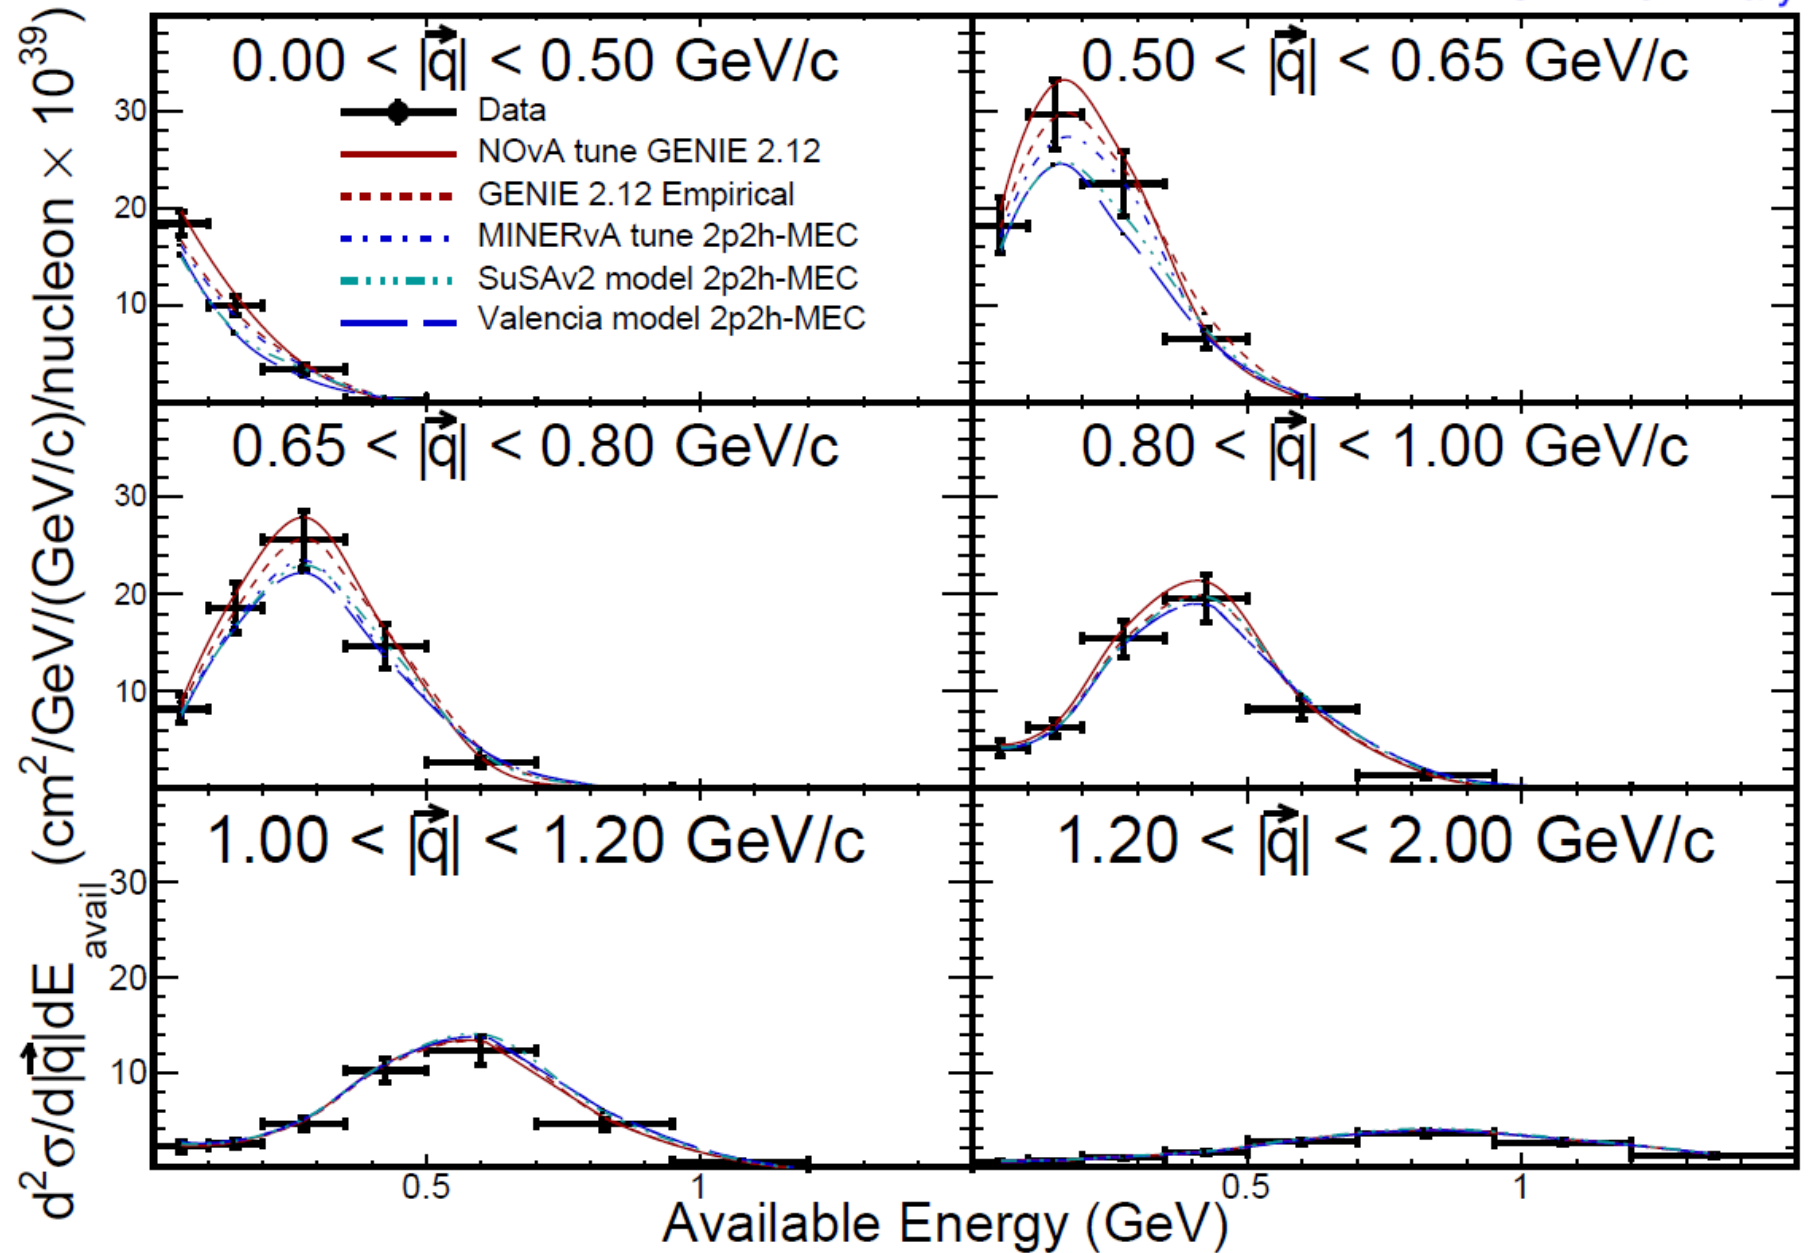 0.00 < |q| < 0.50 GeV/c
0.50 < |q| < 0.65 GeV/c
Data
NOvA tune GENIE 2.12
GENIE 2.12 Empirical
MINERvA tune 2p2h-MEC
SuSAv2 model 2p2h-MEC
Valencia model 2p2h-MEC
30
20
10
0.65 < |q| < 0.80 GeV/c
0.80 < |q| < 1.00 GeV/c
30
20
10
1.00 < |q| < 1.20 GeV/c
1.20 < |q| < 2.00 GeV/c
30
20
10
0.5
1
0.5
1
Available Energy (GeV)
d²σ/d|q|dE_avail (cm²/GeV/(GeV/c)/nucleon × 10³⁹)